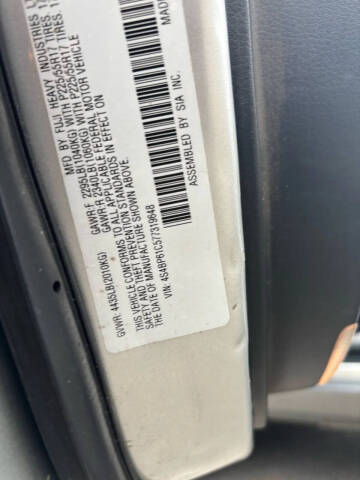 MFD BY FUJI HEAVY INDUSTRIES
GVWR: 4435LB(2010KG)
GAWR-F 2295LB(1040KG) WITH P225/55R17 TIRES
GAWR-R 2340LB(1060KG) WITH P225/55R17 TIRES
THIS VEHICLE CONFORMS TO ALL APPLICABLE FEDERAL MOTOR VEHICLE
SAFETY AND THEFT PREVENTION STANDARDS IN EFFECT ON
THE DATE OF MANUFACTURE SHOWN ABOVE.
VIN: 4S4BP61C577319648
ASSEMBLED BY SIA INC.
MADE